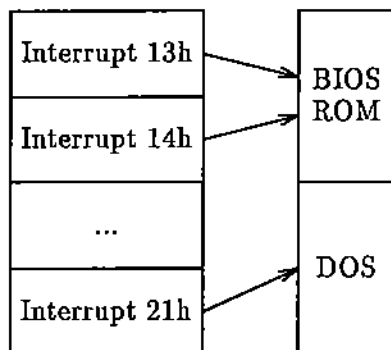 Interrupt 13h
BIOS
ROM
Interrupt 14h
...
DOS
Interrupt 21h